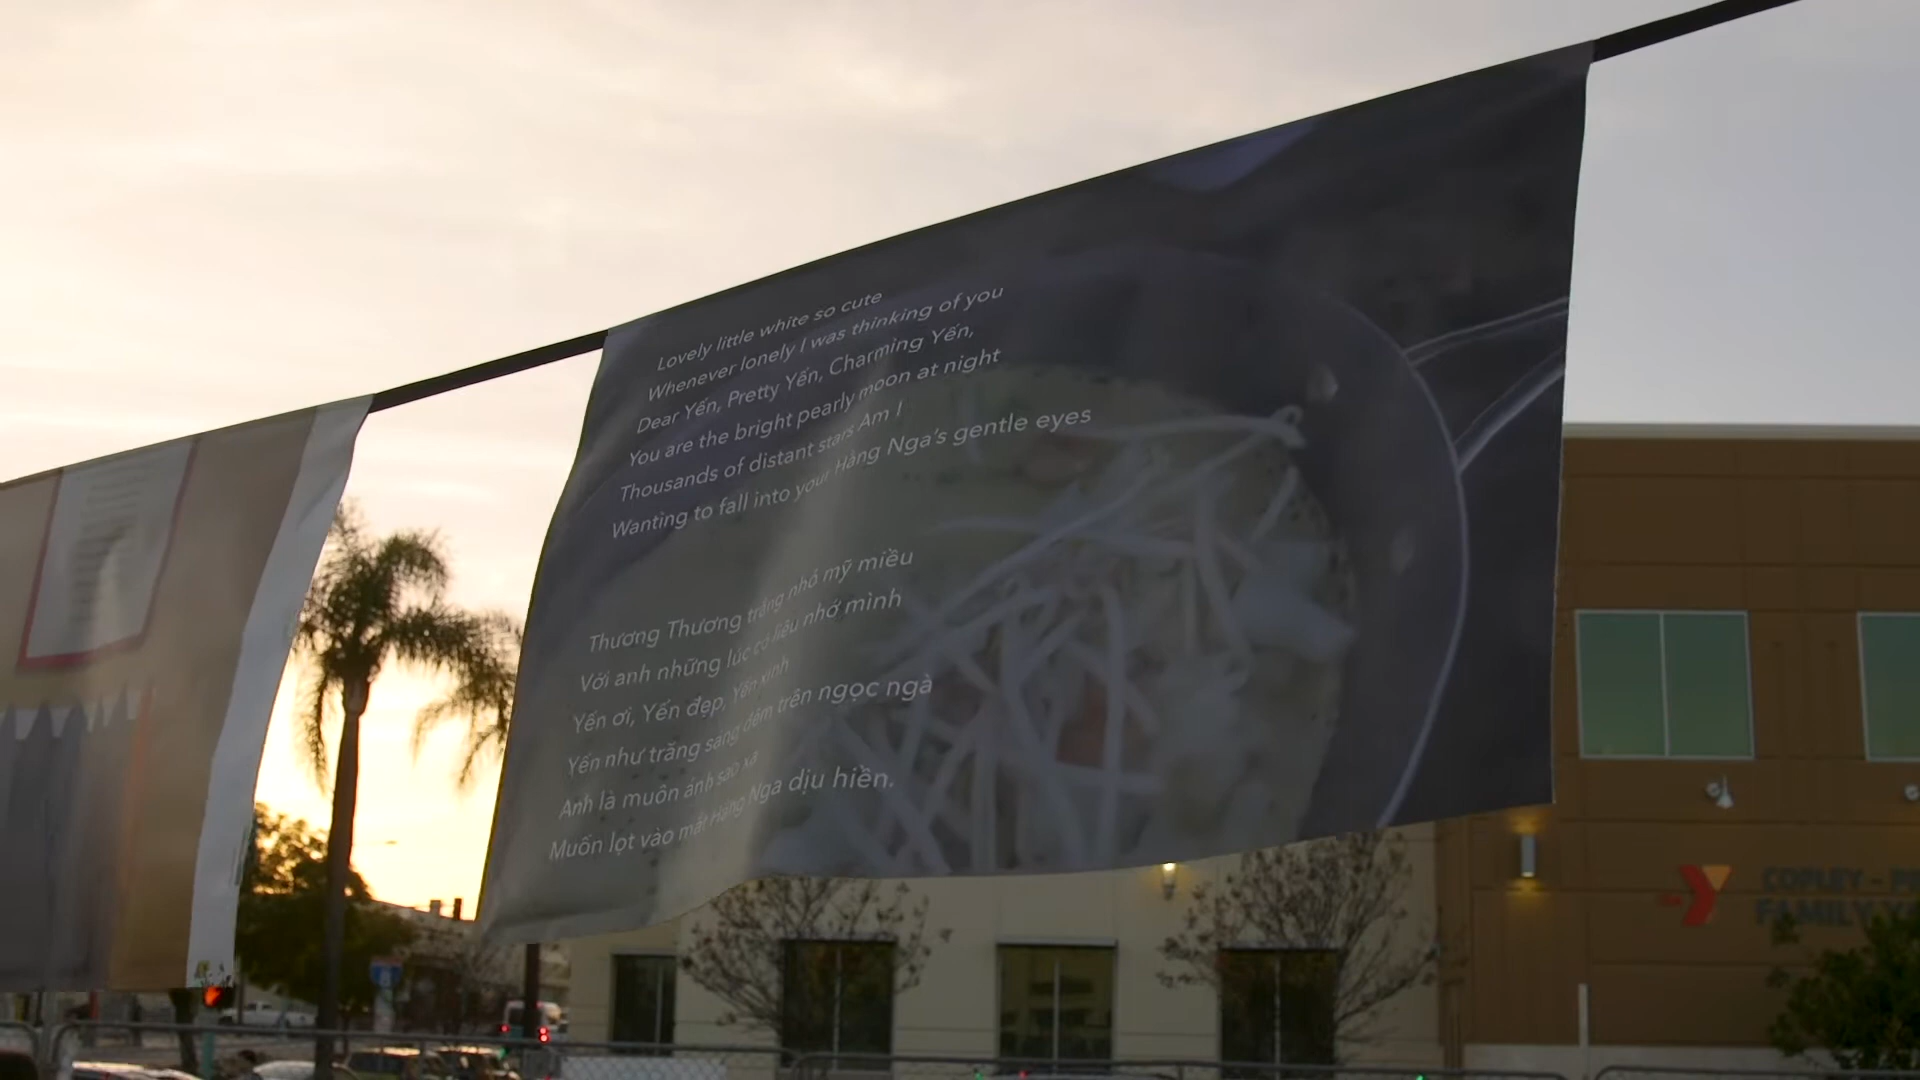 Lovely little white so cute
Whenever lonely I was thinking of you
Dear Yến, Pretty Yến, Charming Yến,
You are the bright pearly moon at night
Thousands of distant stars Am I
Wanting to fall into your Hằng Nga's gentle eyes
Thương Thương trắng nhỏ mỹ miều
Với anh những lúc cô liêu nhớ mình
Yến ơi, Yến đẹp, Yến xinh
Yến như trăng sáng đêm trên ngọc ngà
Anh là muôn ánh sao xa
Muốn lọt vào mắt Hằng Nga dịu hiền.
COPLEY - PR
FAMILY Y